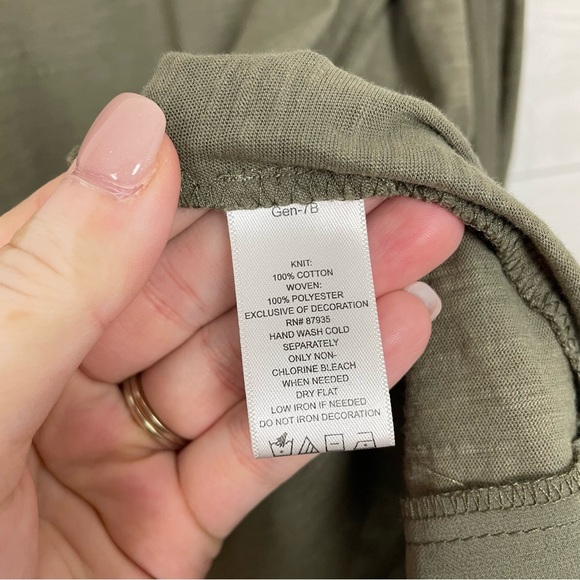 Gen-7B
KNIT:
100% COTTON
WOVEN:
100% POLYESTER
EXCLUSIVE OF DECORATION
RN# 87935
HAND WASH COLD
SEPARATELY
ONLY NON-
CHLORINE BLEACH
WHEN NEEDED
DRY FLAT
LOW IRON IF NEEDED
DO NOT IRON DECORATION